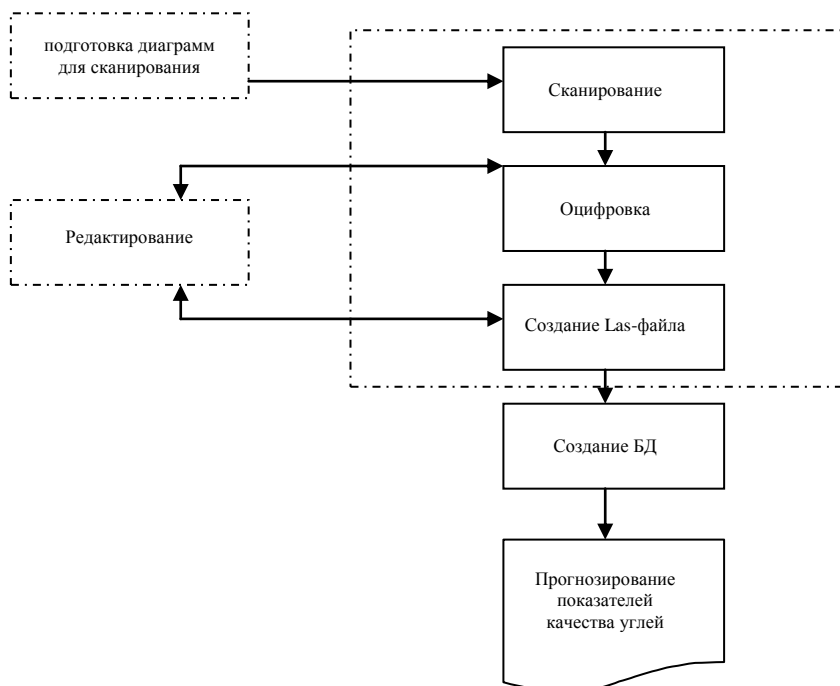 подготовка диаграмм
для сканирования
Сканирование
Оцифровка
Редактирование
Создание Las-файла
Создание БД
Прогнозирование
показателей
качества углей